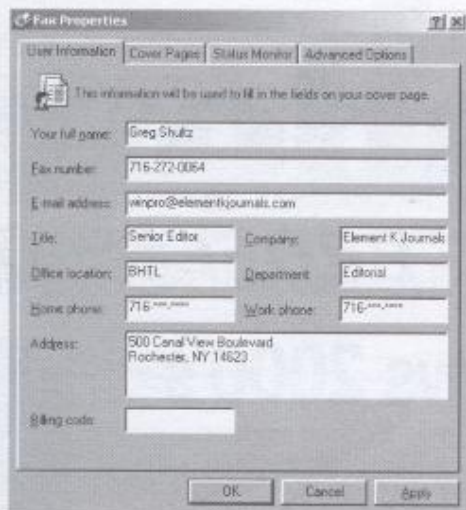 Fax Properties
User Information Cover Pages Status Monitor Advanced Options
This information will be used to fill in the fields on your cover page.
Your full name: Greg Shultz
Fax number: 716-272-0064
E-mail address: winpro@elementkjournals.com
Title: Senior Editor Company: Element K Journals
Office location: BHTL Department: Editorial
Home phone: 716-***-**** Work phone: 716-***-****
Address: 500 Canal View Boulevard
Rochester, NY 14623
Billing code:
OK Cancel Apply